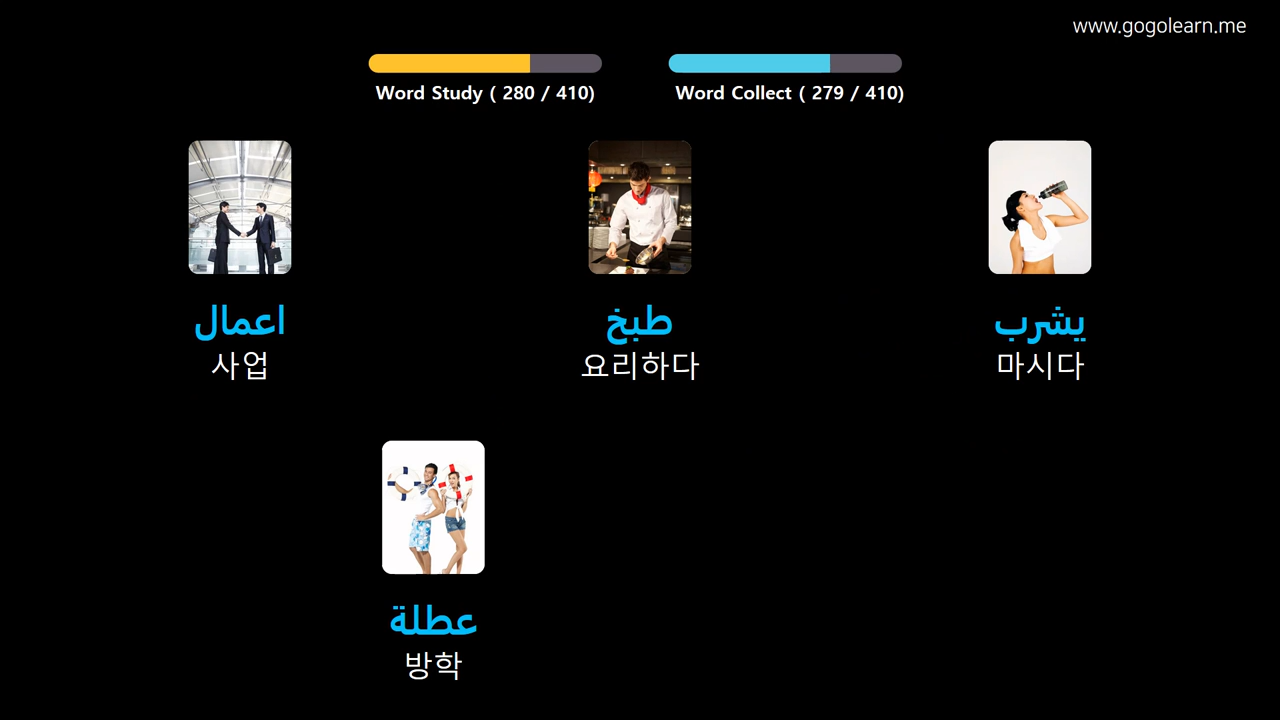 www.gogolearn.me
Word Study ( 280 / 410)
Word Collect ( 279 / 410)
اعمال
사업
طبخ
요리하다
يشرب
마시다
عطلة
방학